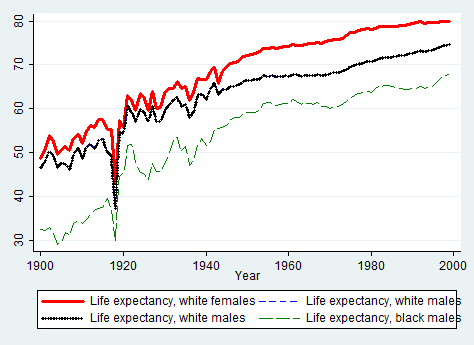 80
70
60
50
40
30
1900
1920
1940
1960
1980
2000
Year
Life expectancy, white females
Life expectancy, white males
Life expectancy, white males
Life expectancy, black males